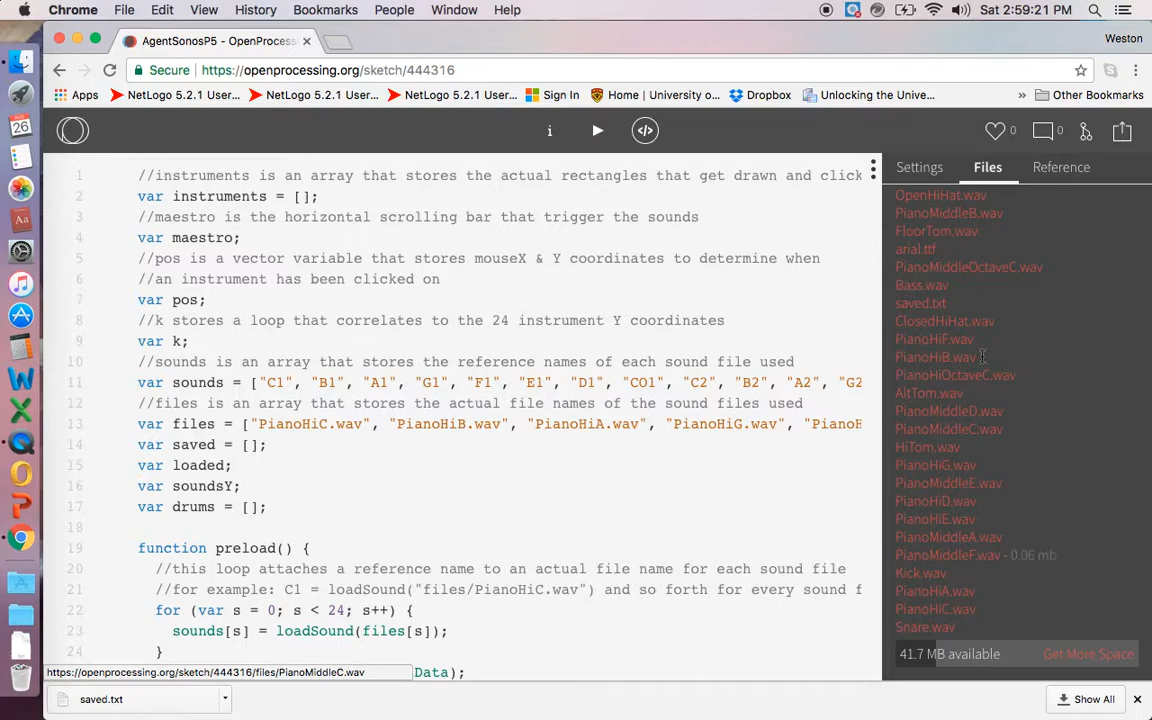 Chrome File Edit View History Bookmarks People Window Help Sat 2:59:21 PM
AgentSonosP5 - OpenProcess
Weston
Secure https://openprocessing.org/sketch/444316
Apps NetLogo 5.2.1 User... NetLogo 5.2.1 User... NetLogo 5.2.1 User... Sign In Home | University o... Dropbox Unlocking the Unive... » Other Bookmarks
i </> 0 0
Settings Files Reference
1 //instruments is an array that stores the actual rectangles that get drawn and click
2 var instruments = [];
3 //maestro is the horizontal scrolling bar that trigger the sounds
4 var maestro;
5 //pos is a vector variable that stores mouseX & Y coordinates to determine when
6 //an instrument has been clicked on
7 var pos;
8 //k stores a loop that correlates to the 24 instrument Y coordinates
9 var k;
10 //sounds is an array that stores the reference names of each sound file used
11 var sounds = ["C1", "B1", "A1", "G1", "F1", "E1", "D1", "CO1", "C2", "B2", "A2", "G2
12 //files is an array that stores the actual file names of the sound files used
13 var files = ["PianoHiC.wav", "PianoHiB.wav", "PianoHiA.wav", "PianoHiG.wav", "PianoH
14 var saved = [];
15 var loaded;
16 var soundsY;
17 var drums = [];
18
19 function preload() {
20 //this loop attaches a reference name to an actual file name for each sound file
21 //for example: C1 = loadSound("files/PianoHiC.wav") and so forth for every sound f
22 for (var s = 0; s < 24; s++) {
23 sounds[s] = loadSound(files[s]);
24 }
Data);
OpenHiHat.wav
PianoMiddleB.wav
FloorTom.wav
arial.ttf
PianoMiddleOctaveC.wav
Bass.wav
saved.txt
ClosedHiHat.wav
PianoHiF.wav
PianoHiB.wav
PianoHiOctaveC.wav
AltTom.wav
PianoMiddleD.wav
PianoMiddleC.wav
HiTom.wav
PianoHiG.wav
PianoMiddleE.wav
PianoHiD.wav
PianoHiE.wav
PianoMiddleA.wav
PianoMiddleF.wav - 0.06 mb
Kick.wav
PianoHiA.wav
PianoHiC.wav
Snare.wav
41.7 MB available Get More Space
https://openprocessing.org/sketch/444316/files/PianoMiddleC.wav
saved.txt
Show All
26